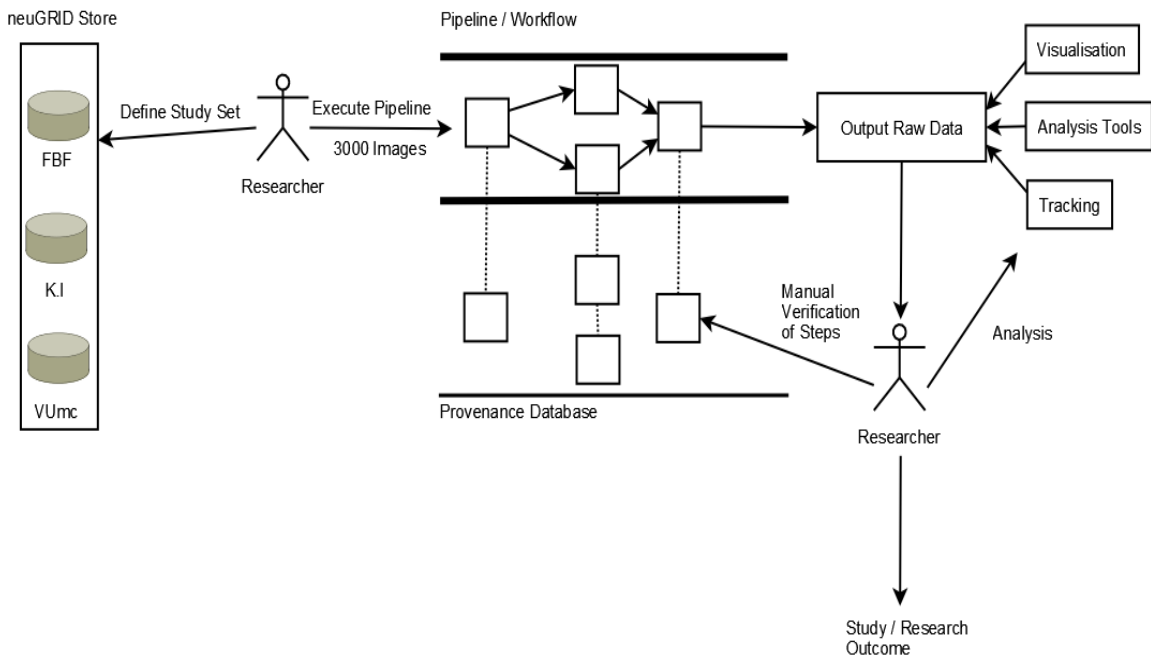 neuGRID Store
FBF
K.I
VUmc
Define Study Set
Researcher
Execute Pipeline
3000 Images
Pipeline / Workflow
Provenance Database
Output Raw Data
Visualisation
Analysis Tools
Tracking
Manual
Verification
of Steps
Analysis
Researcher
Study / Research
Outcome